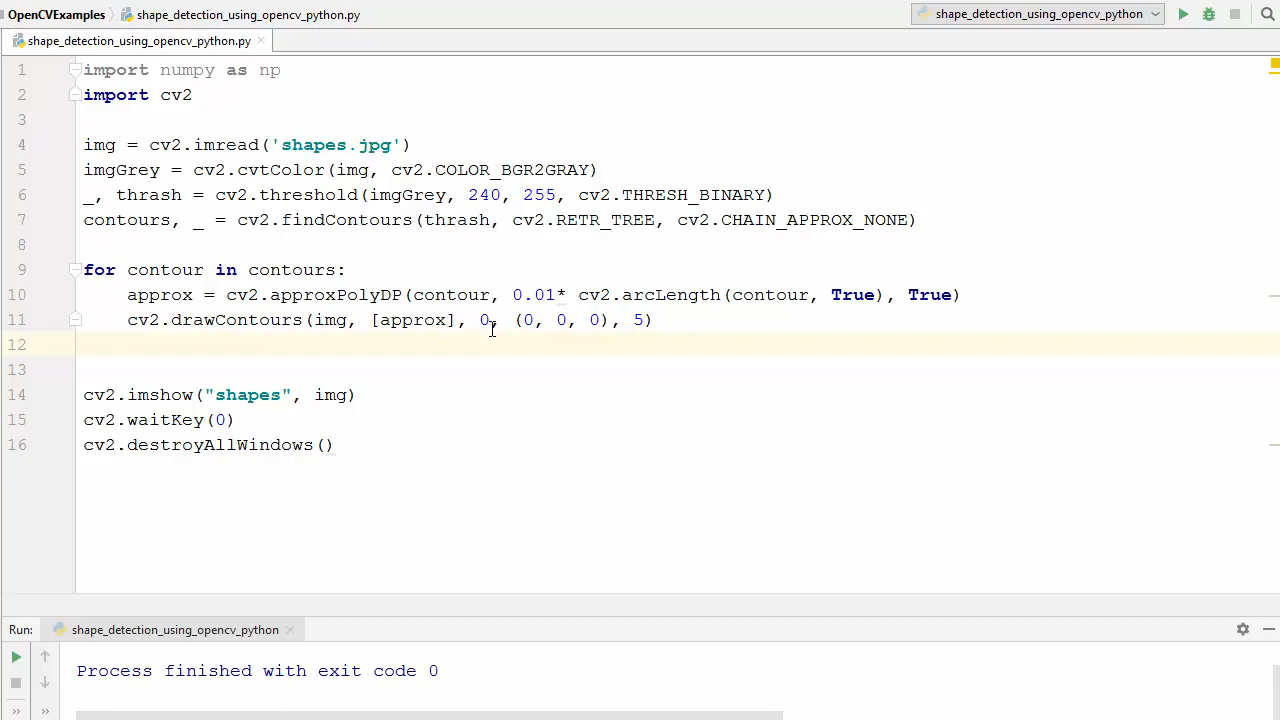 OpenCVExamples shape_detection_using_opencv_python.py shape_detection_using_opencv_python
shape_detection_using_opencv_python.py
1 import numpy as np
2 import cv2
3
4 img = cv2.imread('shapes.jpg')
5 imgGrey = cv2.cvtColor(img, cv2.COLOR_BGR2GRAY)
6 _, thrash = cv2.threshold(imgGrey, 240, 255, cv2.THRESH_BINARY)
7 contours, _ = cv2.findContours(thrash, cv2.RETR_TREE, cv2.CHAIN_APPROX_NONE)
8
9 for contour in contours:
10 approx = cv2.approxPolyDP(contour, 0.01* cv2.arcLength(contour, True), True)
11 cv2.drawContours(img, [approx], 0, (0, 0, 0), 5)
12
13
14 cv2.imshow("shapes", img)
15 cv2.waitKey(0)
16 cv2.destroyAllWindows()
Run: shape_detection_using_opencv_python
Process finished with exit code 0